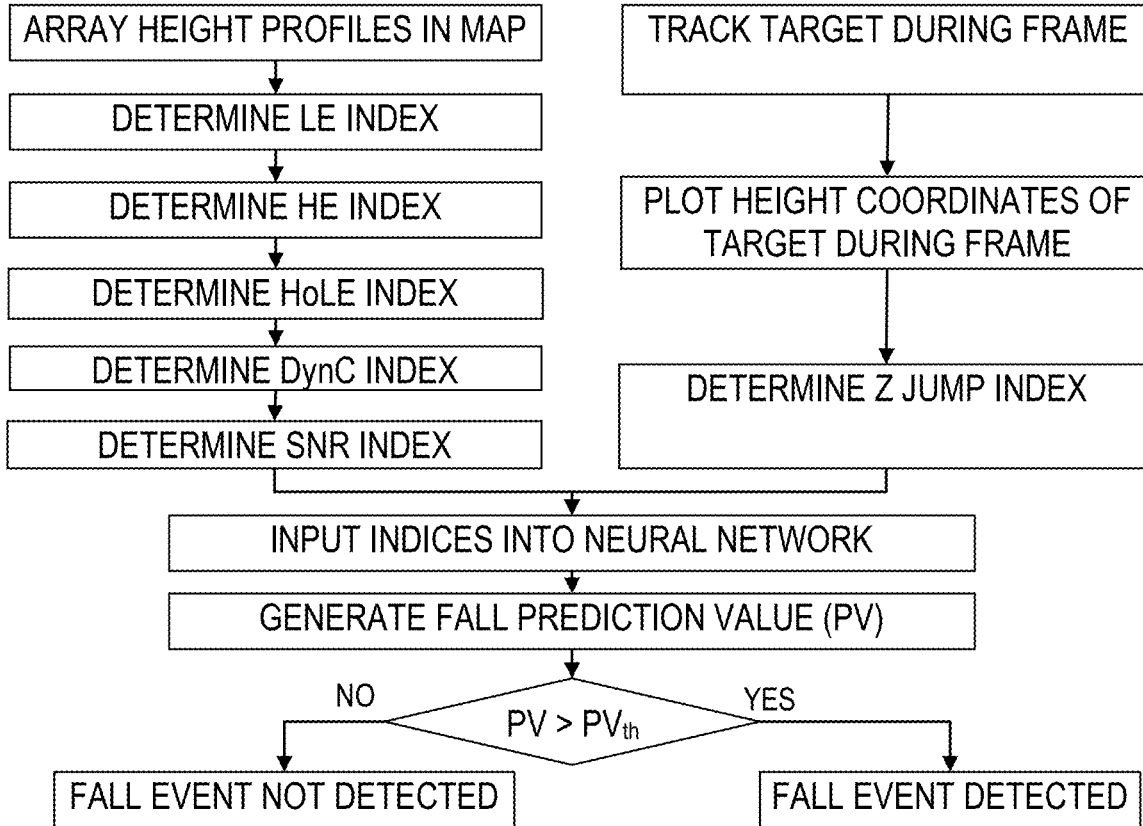 ARRAY HEIGHT PROFILES IN MAP
DETERMINE LE INDEX
DETERMINE HE INDEX
DETERMINE HoLE INDEX
DETERMINE DynC INDEX
DETERMINE SNR INDEX
TRACK TARGET DURING FRAME
PLOT HEIGHT COORDINATES OF
TARGET DURING FRAME
DETERMINE Z JUMP INDEX
INPUT INDICES INTO NEURAL NETWORK
GENERATE FALL PREDICTION VALUE (PV)
NO
PV > PVth
YES
FALL EVENT NOT DETECTED
FALL EVENT DETECTED